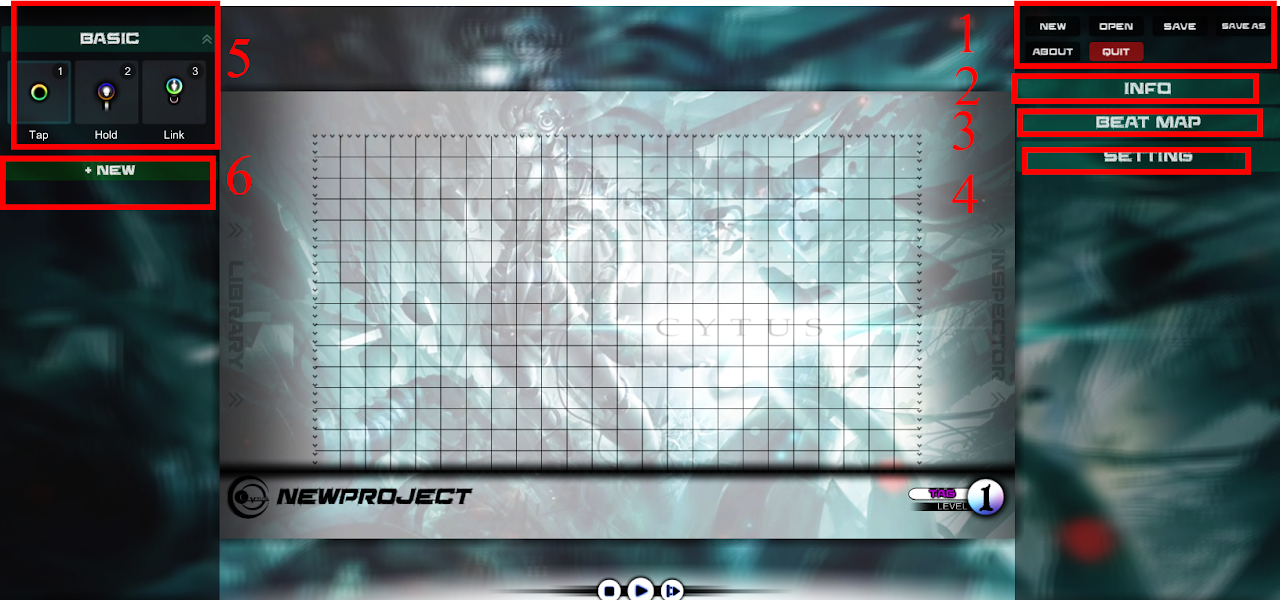 BASIC
1
2
3
Tap
Hold
Link
+ NEW
5
6
1
2
3
4
NEW
OPEN
SAVE
SAVE AS
ABOUT
QUIT
INFO
BEAT MAP
SETTING
LIBRARY
INSPECTOR
CYTUS
NEWPROJECT
TAG
LEVEL
1